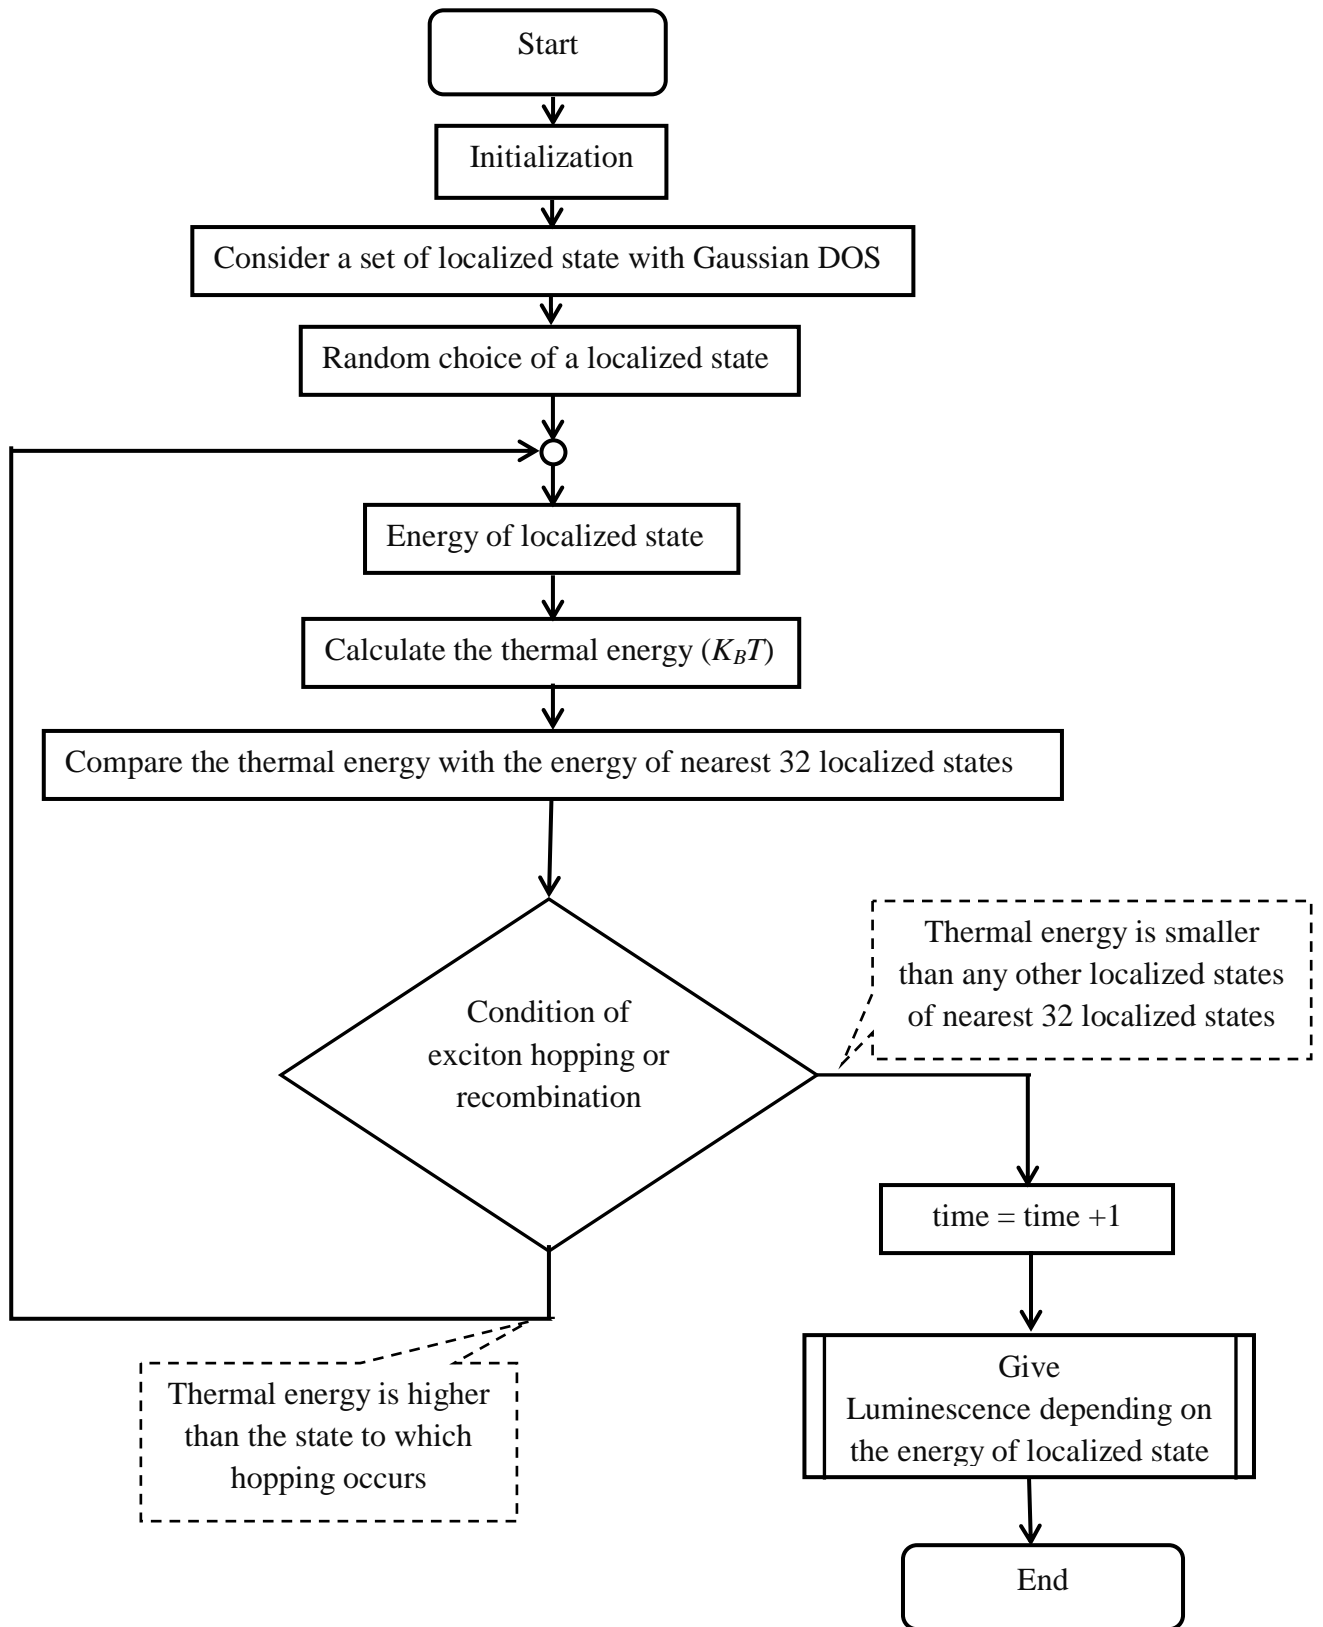 Start
Initialization
Consider a set of localized state with Gaussian DOS
Random choice of a localized state
Energy of localized state
Calculate the thermal energy (K_BT)
Compare the thermal energy with the energy of nearest 32 localized states
Condition of
exciton hopping or
recombination
Thermal energy is smaller
than any other localized states
of nearest 32 localized states
time = time +1
Give
Luminescence depending on
the energy of localized state
Thermal energy is higher
than the state to which
hopping occurs
End